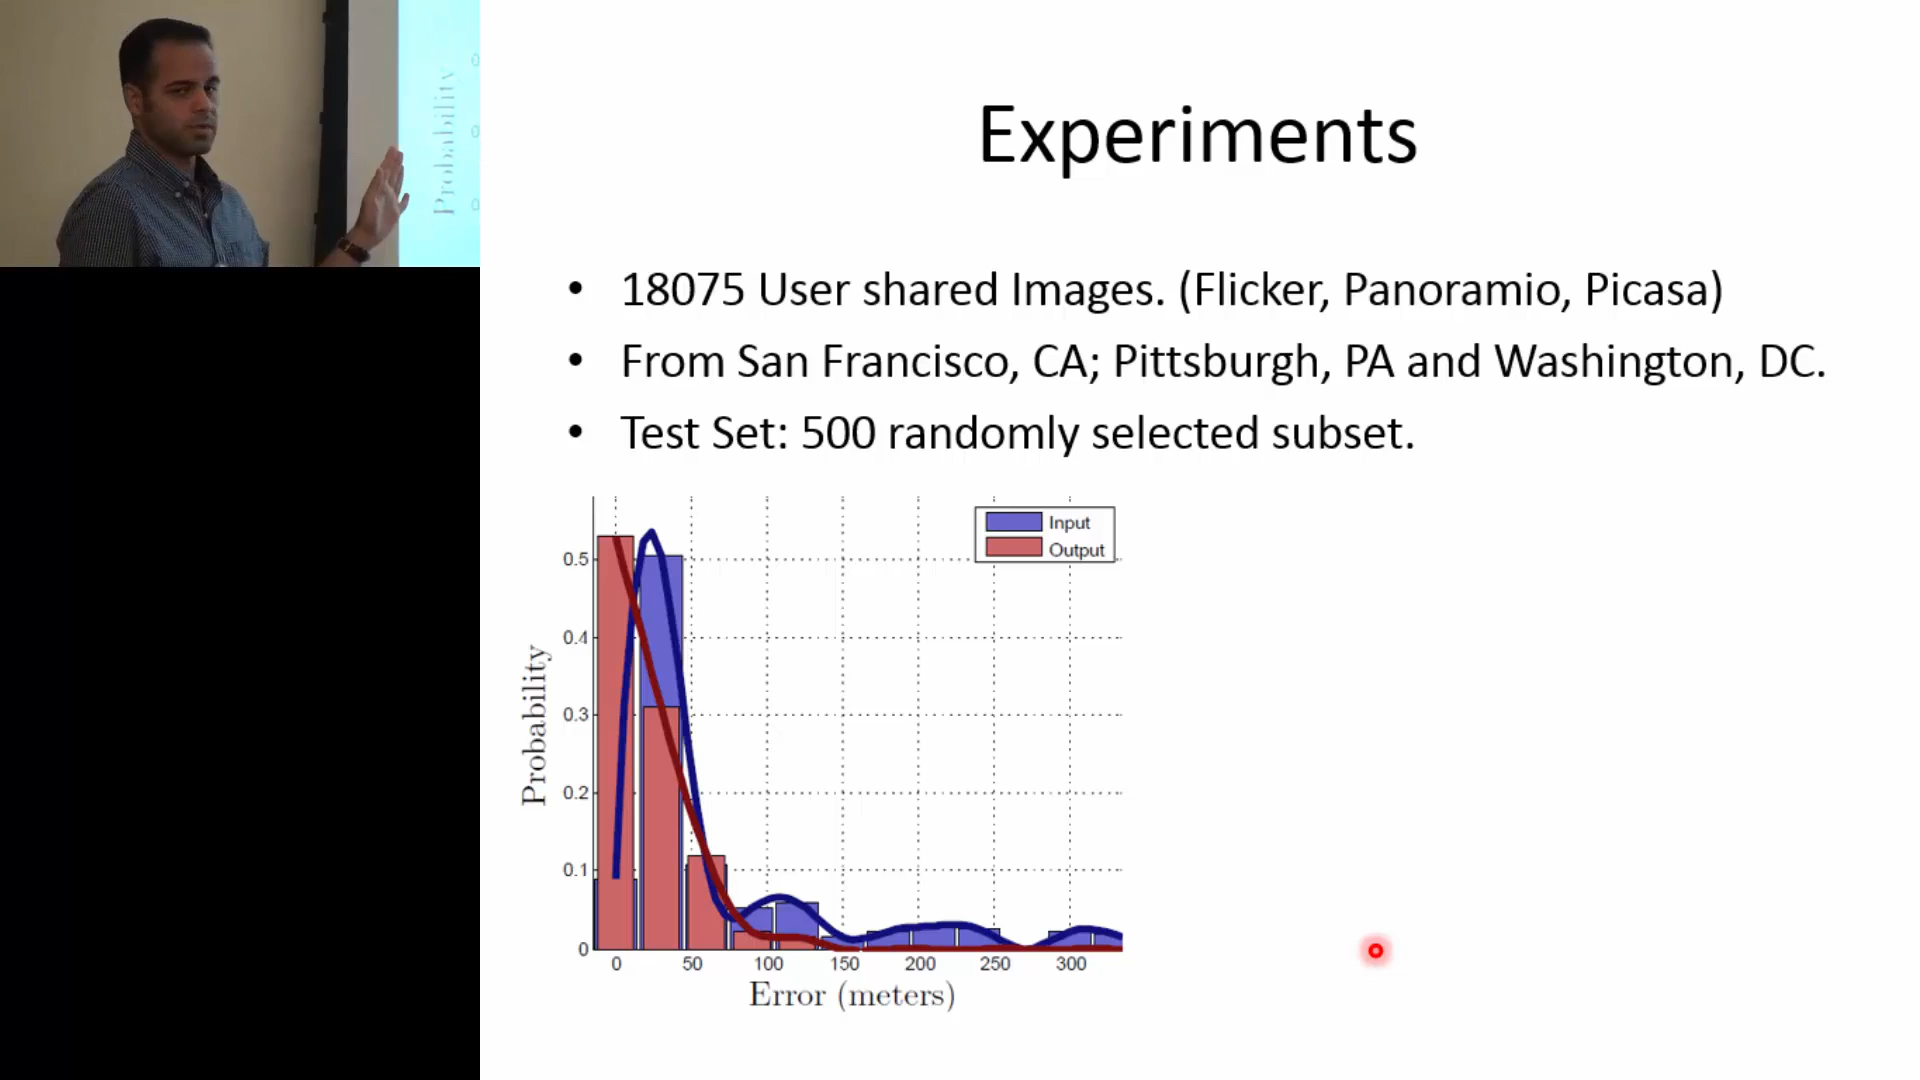 Probability
Experiments
• 18075 User shared Images. (Flicker, Panoramio, Picasa)
• From San Francisco, CA; Pittsburgh, PA and Washington, DC.
• Test Set: 500 randomly selected subset.
Input
Output
0.5
0.4
0.3
0.2
0.1
0
Probability
0 50 100 150 200 250 300
Error (meters)